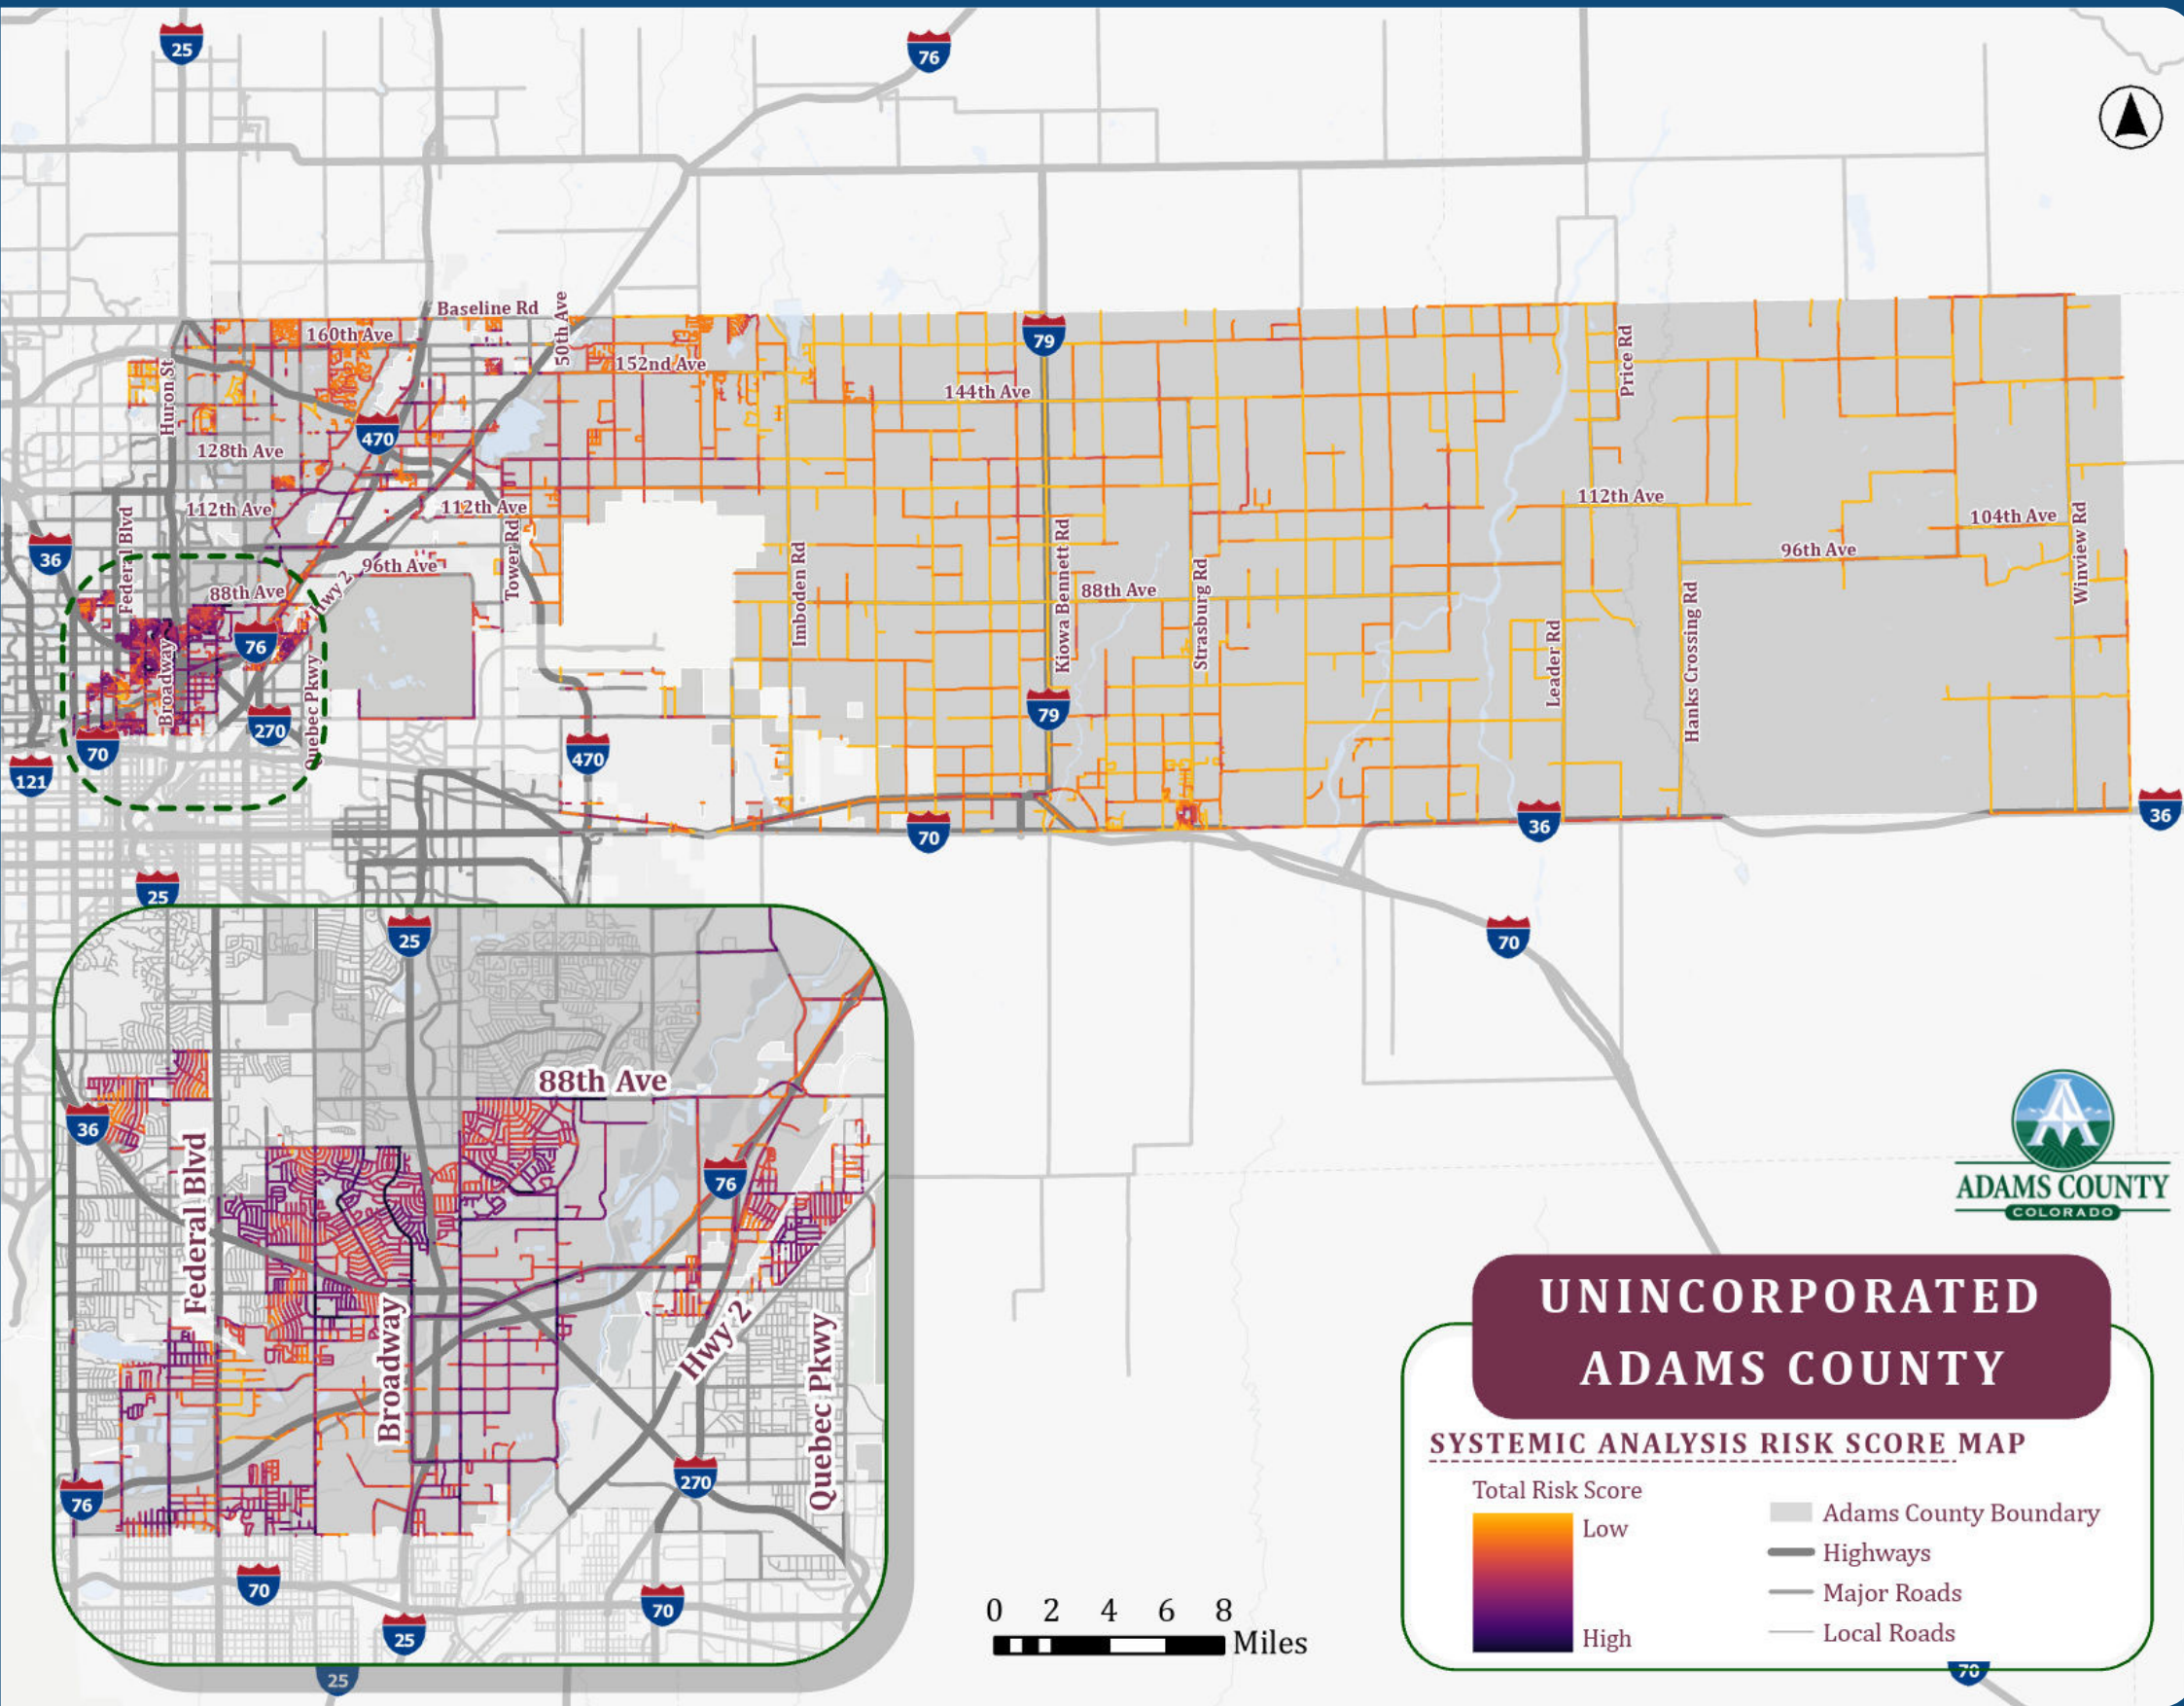 25
76
Baseline Rd
50th Ave
160th Ave
79
Price Rd
152nd Ave
Huron St
144th Ave
470
128th Ave
112th Ave
112th Ave
Tower Rd
112th Ave
104th Ave
Winview Rd
36
Federal Blvd
96th Ave
96th Ave
Imboden Rd
Kiowa Bennett Rd
Strasburg Rd
88th Ave
Hwy 2
88th Ave
Hanks Crossing Rd
Leader Rd
76
Broadway
Quebec Pkwy
79
270
70
470
121
70
36
36
25
70
25
88th Ave
36
Federal Blvd
76
Broadway
Hwy 2
Quebec Pkwy
270
76
70
70
25
25
ADAMS COUNTY
COLORADO
UNINCORPORATED
ADAMS COUNTY
SYSTEMIC ANALYSIS RISK SCORE MAP
Total Risk Score
Low
High
Adams County Boundary
Highways
Major Roads
Local Roads
0 2 4 6 8
Miles
70